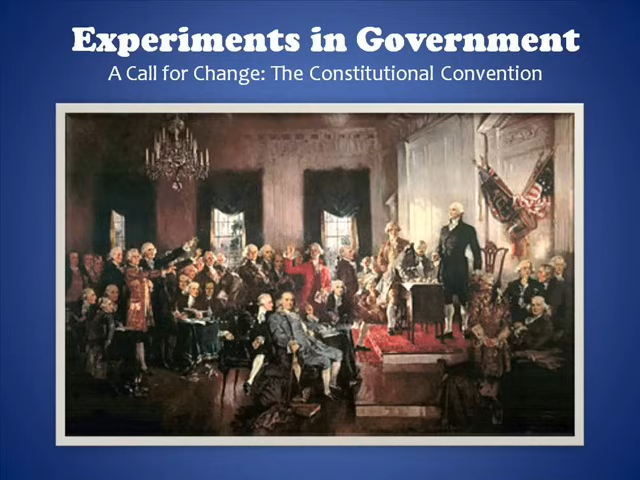 Experiments in Government
A Call for Change: The Constitutional Convention